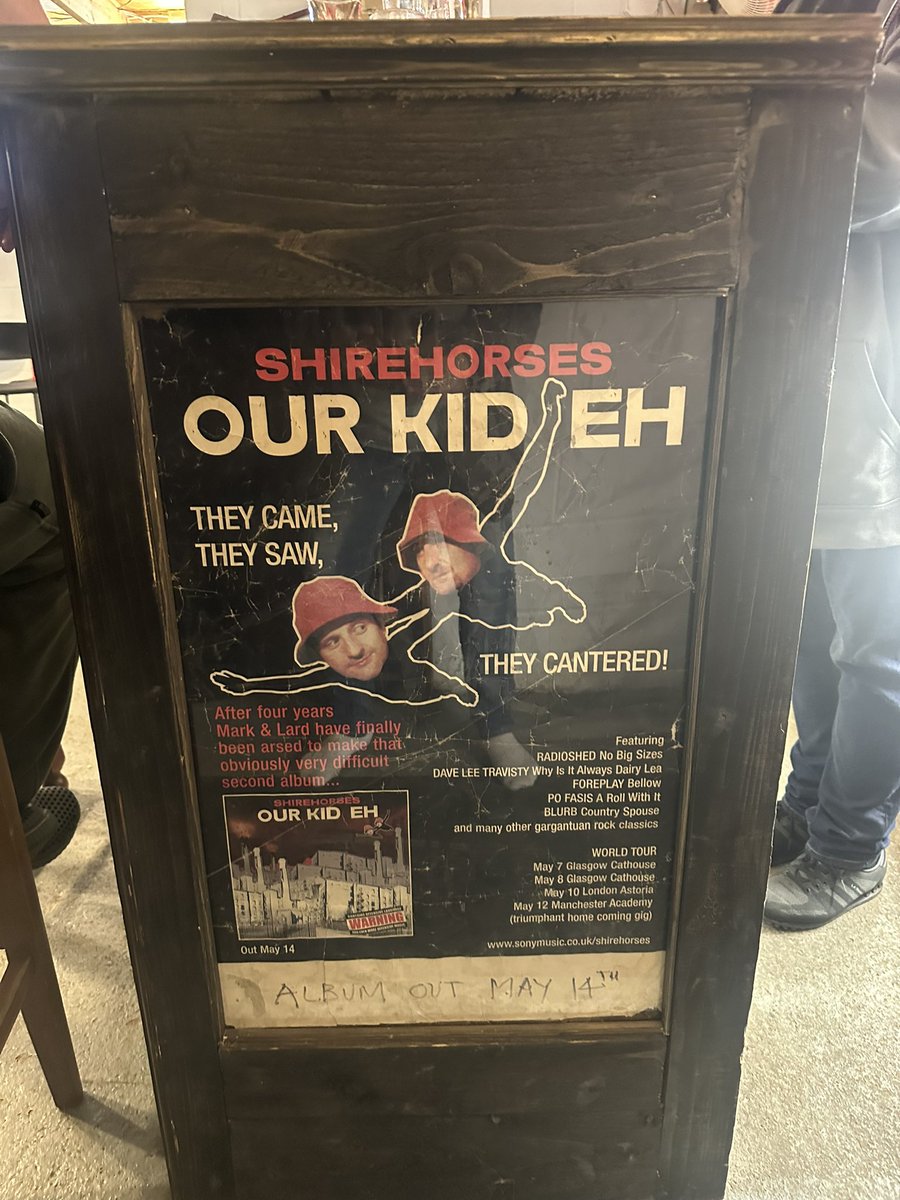 SHIREHORSES
OUR KID EH
THEY CAME,
THEY SAW,
THEY CANTERED!
After four years
Mark & Lard have finally
been arsed to make that
obviously very difficult
second album...
SHIREHORSES
OUR KID EH
WARNING
Out May 14
Featuring
RADIOSHED No Big Sizes
DAVE LEE TRAVISTY Why Is It Always Dairy Lea
FOREPLAY Bellow
PO FASIS A Roll With It
BLURB Country Spouse
and many other gargantuan rock classics
WORLD TOUR
May 7 Glasgow Cathouse
May 8 Glasgow Cathouse
May 10 London Astoria
May 12 Manchester Academy
(triumphant home coming gig)
www.sonymusic.co.uk/shirehorses
ALBUM OUT MAY 14TH